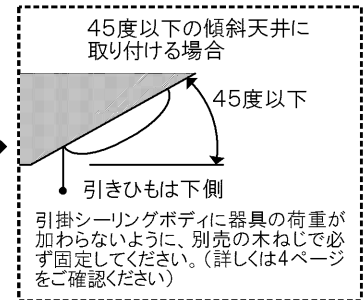 45度以下の傾斜天井に
取り付ける場合
45度以下
引きひもは下側
引掛シーリングボディに器具の荷重が
加わらないように、別売の木ねじで必
ず固定してください。(詳しくは4ページ
をご確認ください)